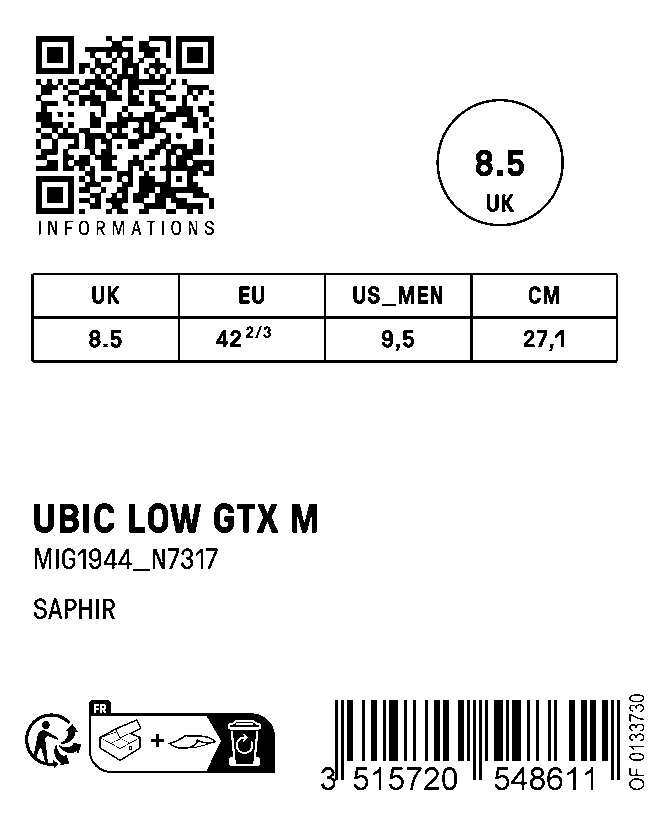 INFORMATIONS
8.5
UK
UK EU US_MEN CM
8.5 42 2/3 9,5 27,1
UBIC LOW GTX M
MIG1944_N7317
SAPHIR
FR
3 515720 548611
OF 0133730